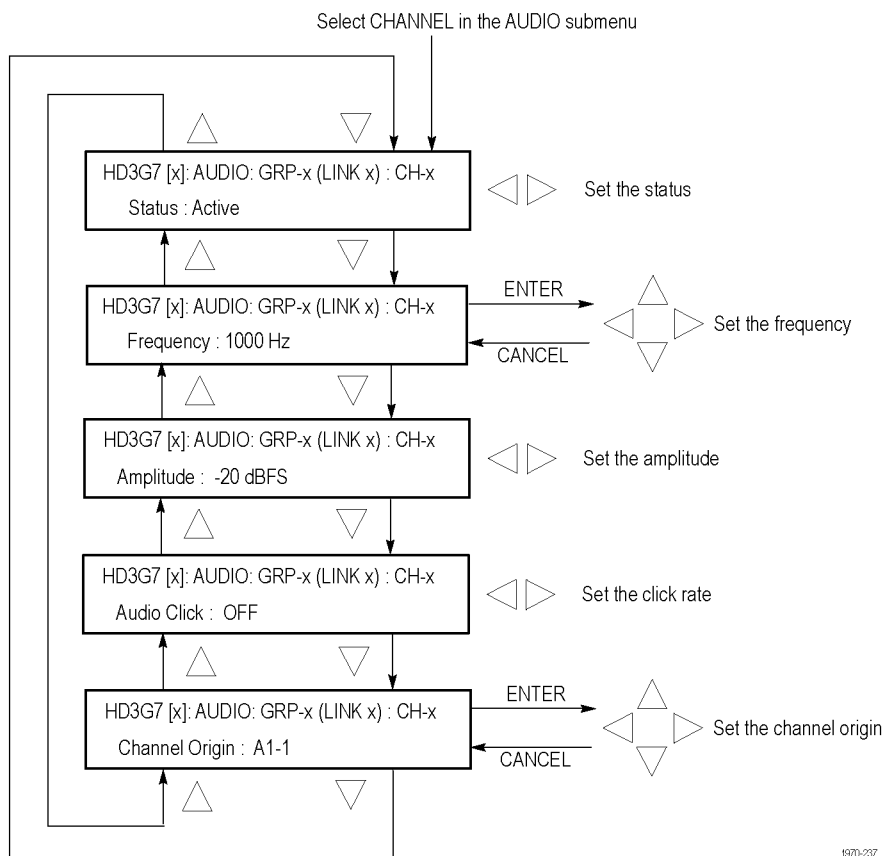 Select CHANNEL in the AUDIO submenu
HD3G7 [x]: AUDIO: GRP-x (LINK x) : CH-x
Status : Active
Set the status
HD3G7 [x]: AUDIO: GRP-x (LINK x) : CH-x
Frequency : 1000 Hz
ENTER
CANCEL
Set the frequency
HD3G7 [x]: AUDIO: GRP-x (LINK x) : CH-x
Amplitude : -20 dBFS
Set the amplitude
HD3G7 [x]: AUDIO: GRP-x (LINK x) : CH-x
Audio Click : OFF
Set the click rate
HD3G7 [x]: AUDIO: GRP-x (LINK x) : CH-x
Channel Origin : A1-1
ENTER
CANCEL
Set the channel origin
1970-237